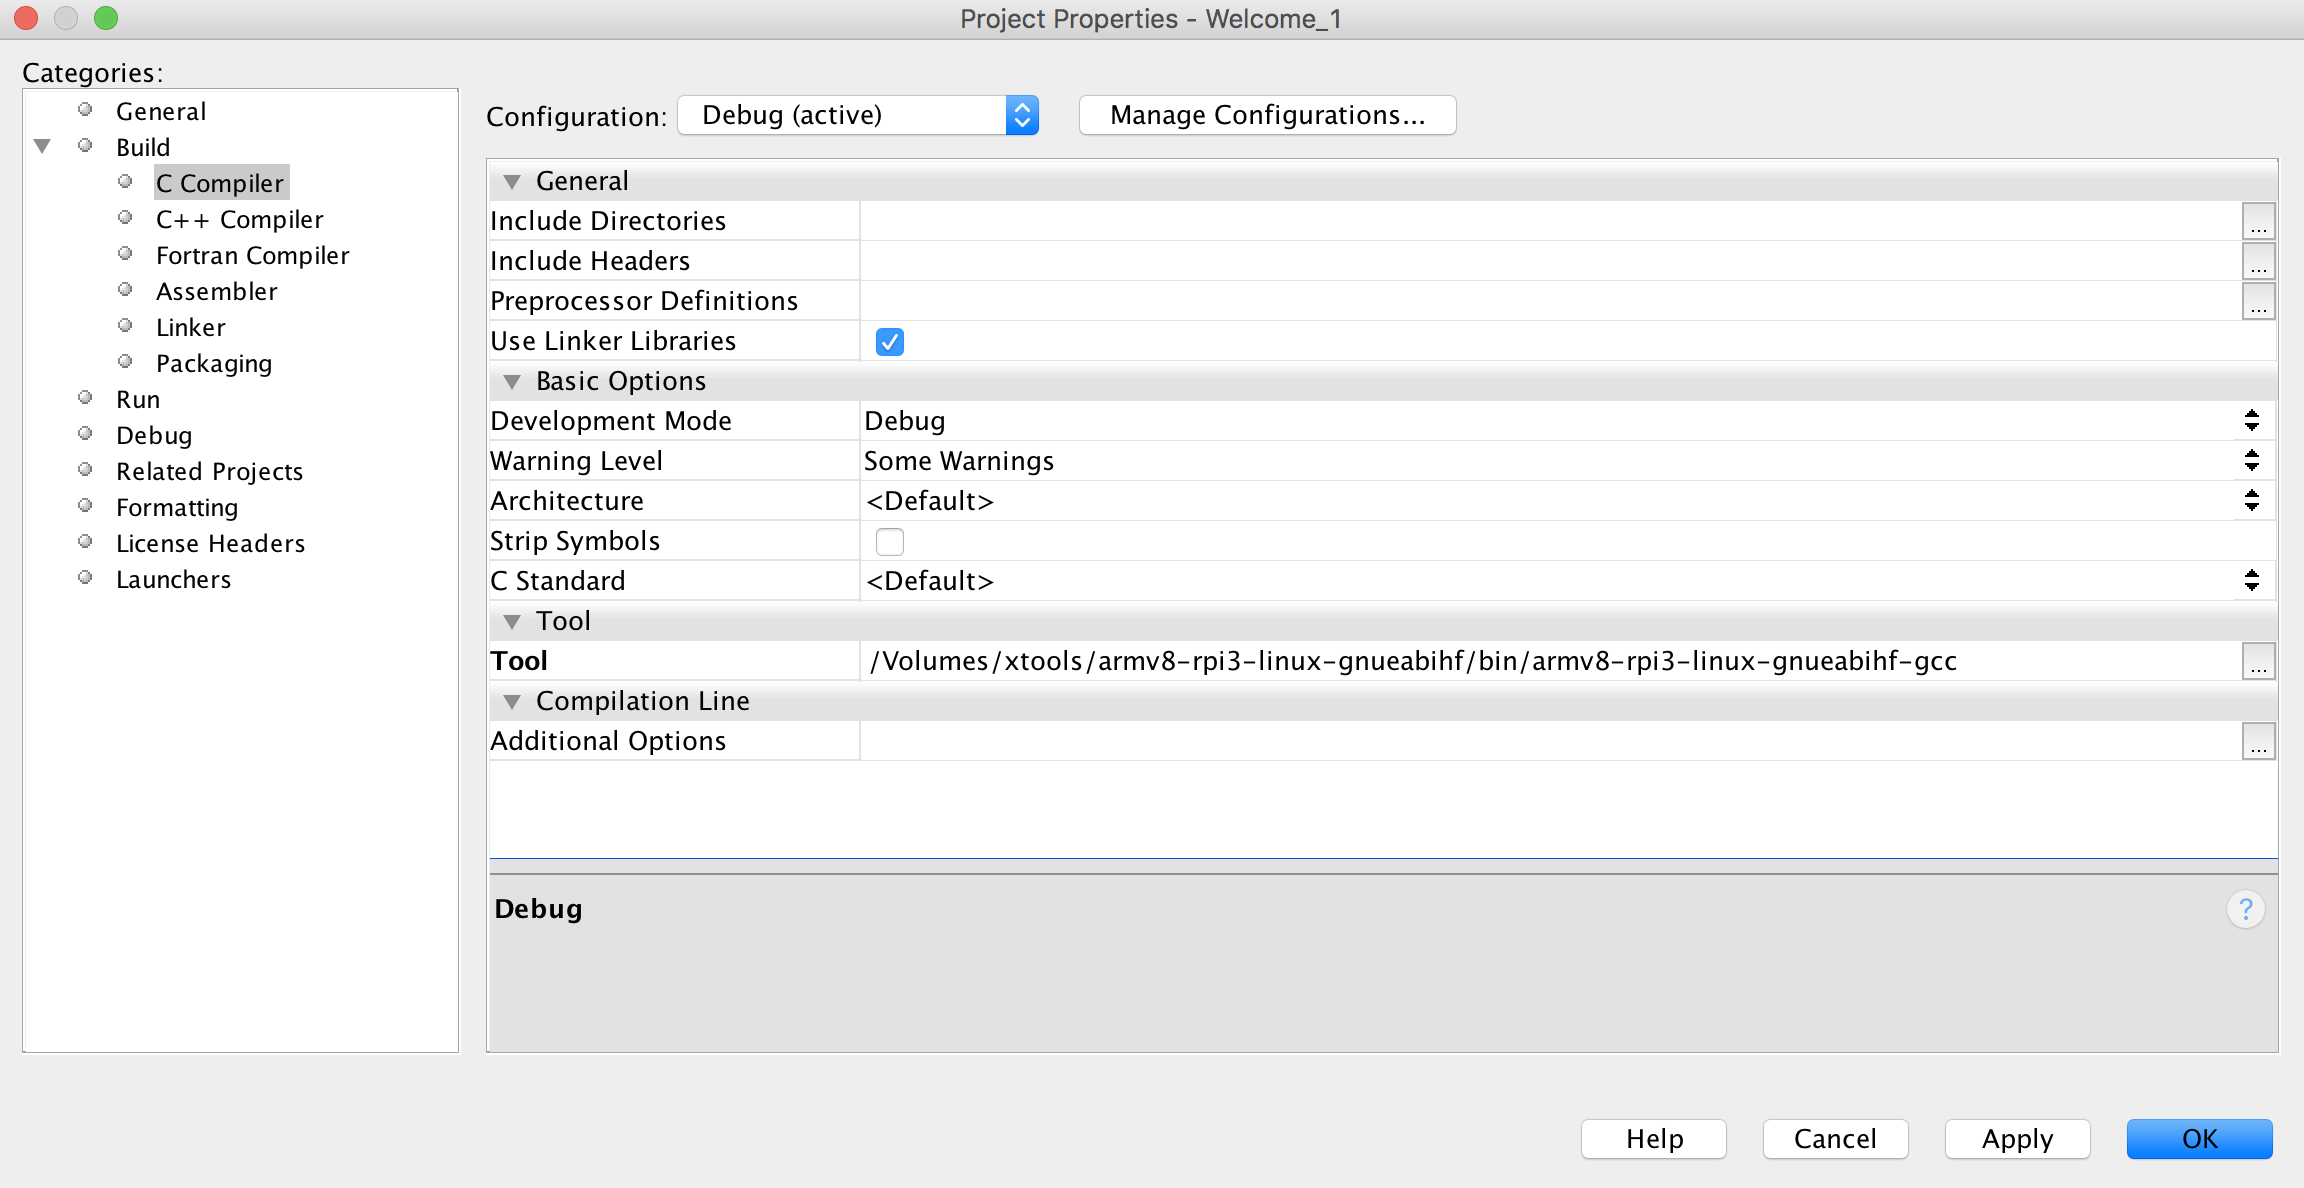 Project Properties - Welcome_1
Categories:
General
Build
C Compiler
C++ Compiler
Fortran Compiler
Assembler
Linker
Packaging
Run
Debug
Related Projects
Formatting
License Headers
Launchers
Configuration: Debug (active) Manage Configurations...
General
Include Directories ...
Include Headers ...
Preprocessor Definitions ...
Use Linker Libraries
Basic Options
Development Mode Debug
Warning Level Some Warnings
Architecture <Default>
Strip Symbols
C Standard <Default>
Tool
Tool /Volumes/xtools/armv8-rpi3-linux-gnueabihf/bin/armv8-rpi3-linux-gnueabihf-gcc ...
Compilation Line
Additional Options ...
Debug ?
Help Cancel Apply OK